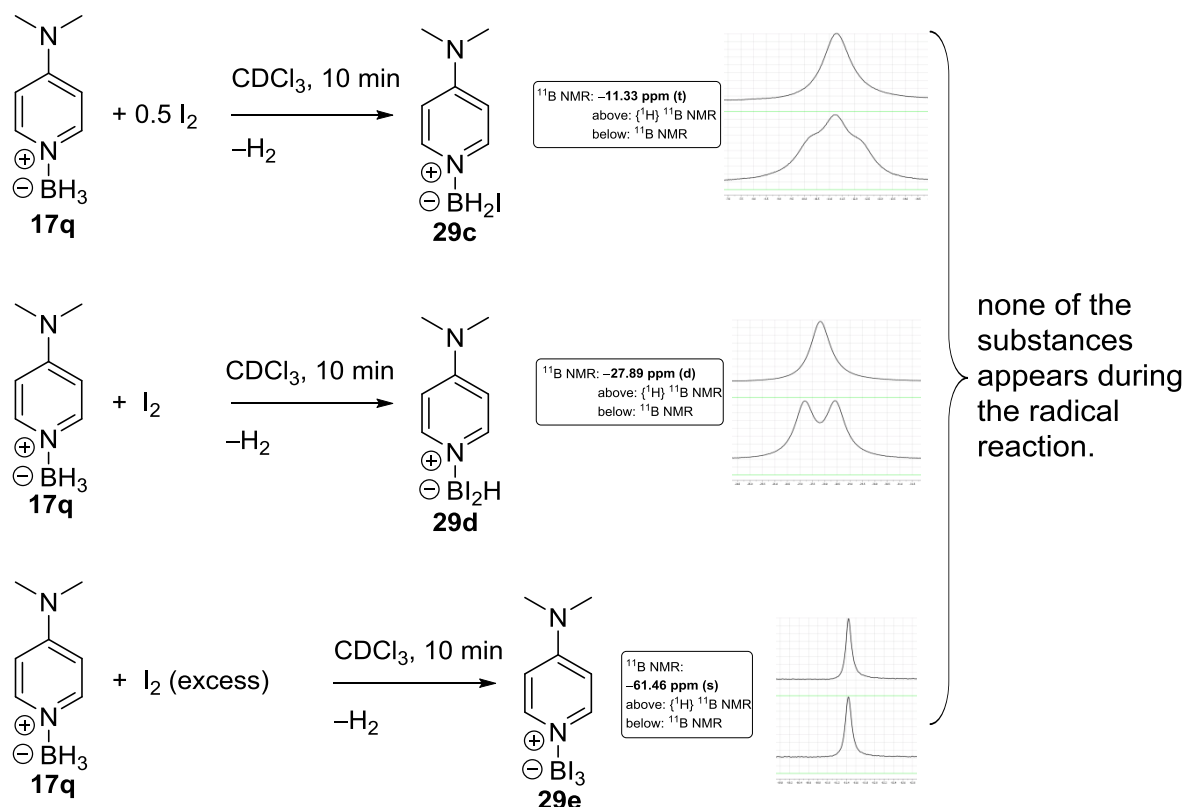 N
CDCl₃, 10 min
+ 0.5 I₂
–H₂
N
⊕
⊖ BH₃
17q
N
N
⊕
⊖ BH₂I
29c
¹¹B NMR: –11.33 ppm (t)
above: {¹H} ¹¹B NMR
below: ¹¹B NMR
N
CDCl₃, 10 min
+ I₂
–H₂
N
⊕
⊖ BH₃
17q
N
N
⊕
⊖ BI₂H
29d
¹¹B NMR: –27.89 ppm (d)
above: {¹H} ¹¹B NMR
below: ¹¹B NMR
none of the
substances
appears during
the radical
reaction.
N
CDCl₃, 10 min
+ I₂ (excess)
–H₂
N
⊕
⊖ BH₃
17q
N
N
⊕
⊖ BI₃
29e
¹¹B NMR:
–61.46 ppm (s)
above: {¹H} ¹¹B NMR
below: ¹¹B NMR